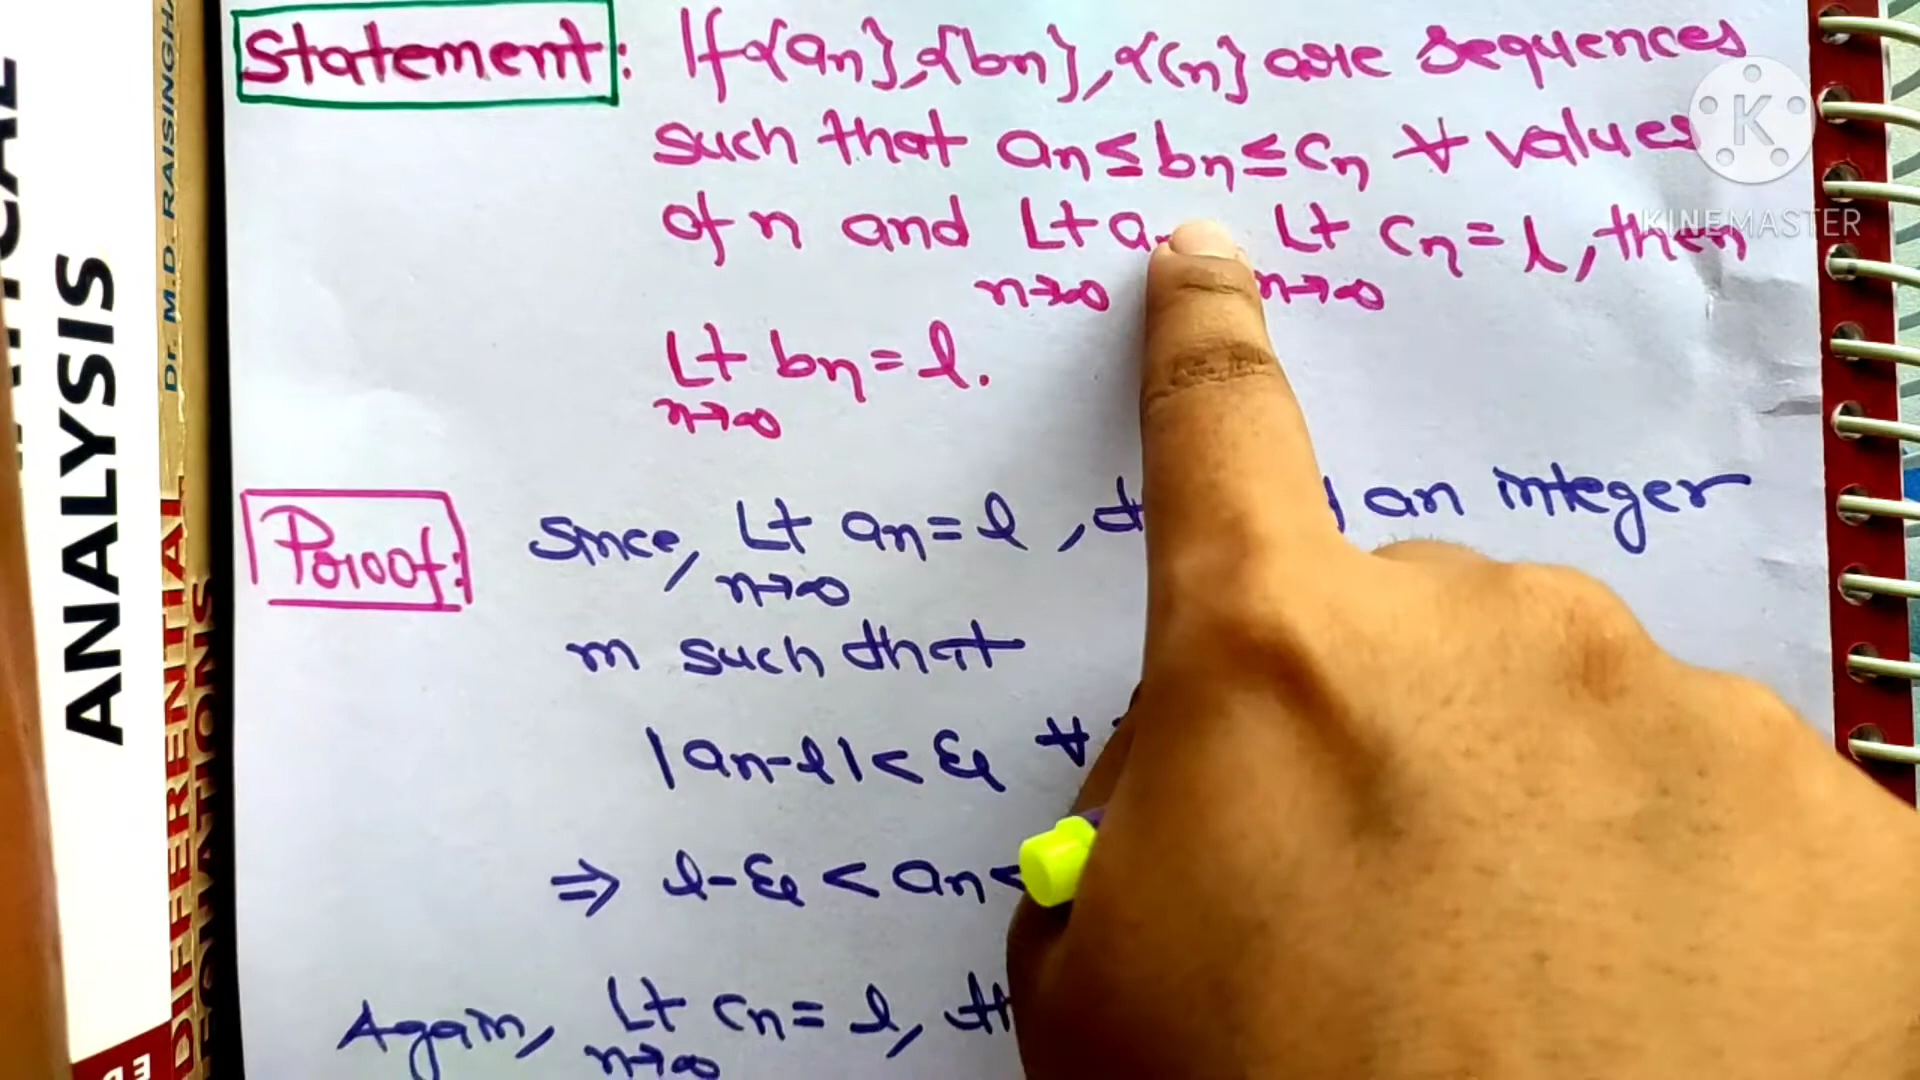 Statement: If {an}, {bn}, {cn} are sequences
such that an ≤ bn ≤ cn ∀ values
of n and Lt a Lt cn = l, then
n→∞ n→∞
Lt bn = l.
n→∞
Proof: Since, Lt an = l, an integer
n→∞
m such that
|an-l| < ε ∀
⇒ l-ε < an <
Again, Lt cn = l,
n→∞
ANALYSIS
Dr. M.D. RAISINGHA
DIFFERENTIAL
K
KINEMASTER